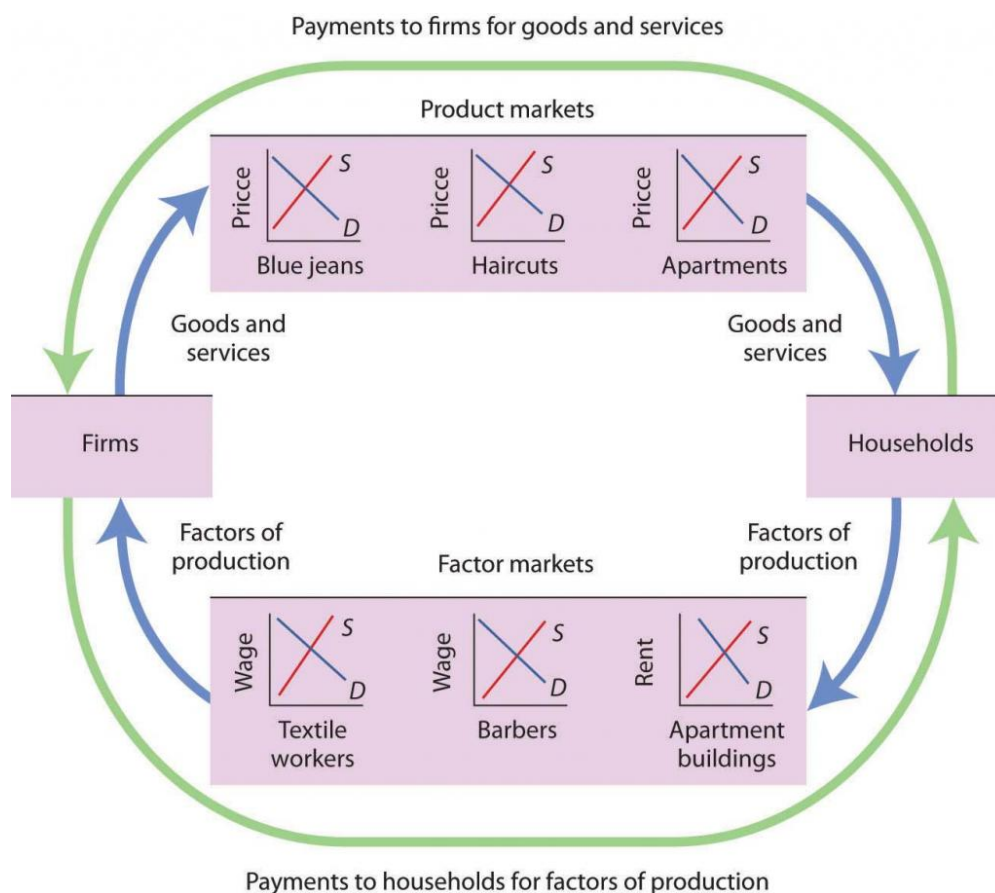 Payments to firms for goods and services
Product markets
Pricce
S
D
Blue jeans
Pricce
S
D
Haircuts
Pricce
S
D
Apartments
Goods and
services
Goods and
services
Firms
Households
Factors of
production
Factors of
production
Factor markets
Wage
S
D
Textile
workers
Wage
S
D
Barbers
Rent
S
D
Apartment
buildings
Payments to households for factors of production